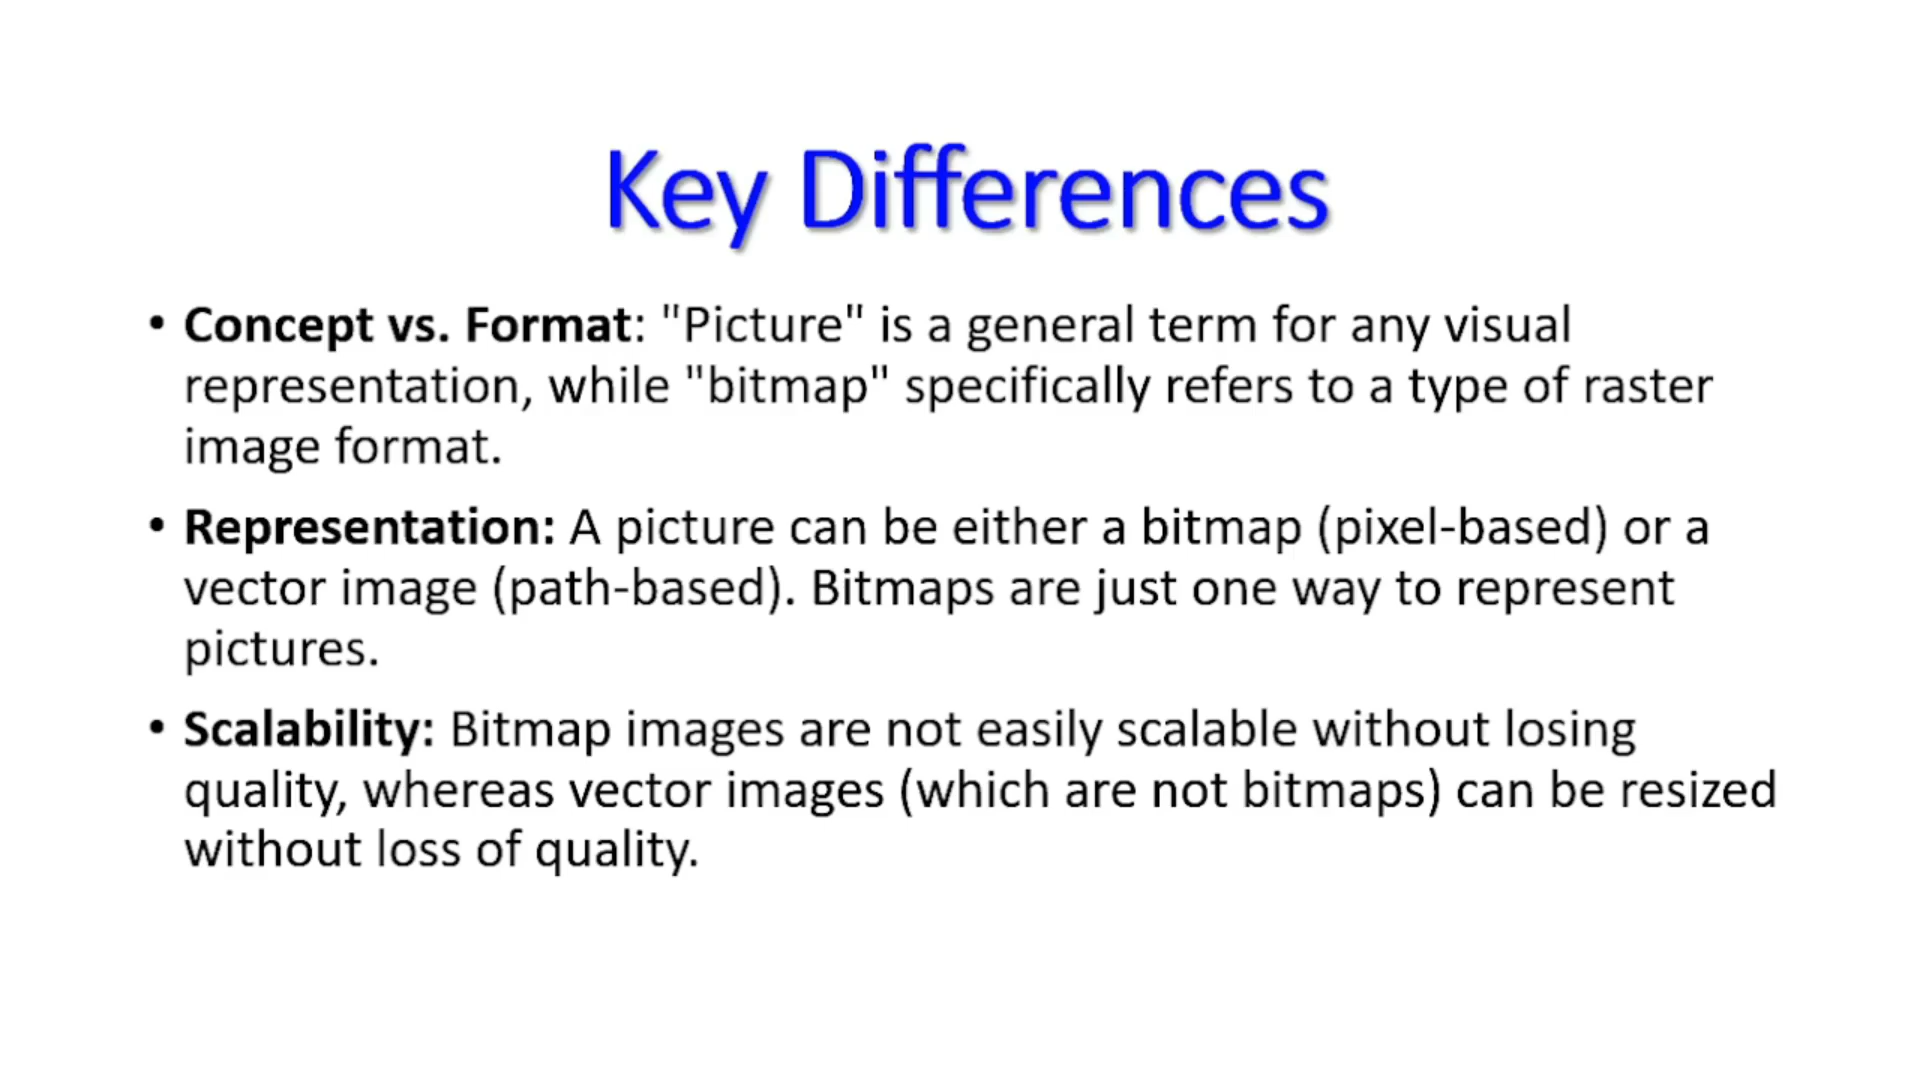 Key Differences
• Concept vs. Format: "Picture" is a general term for any visual
representation, while "bitmap" specifically refers to a type of raster
image format.
• Representation: A picture can be either a bitmap (pixel-based) or a
vector image (path-based). Bitmaps are just one way to represent
pictures.
• Scalability: Bitmap images are not easily scalable without losing
quality, whereas vector images (which are not bitmaps) can be resized
without loss of quality.